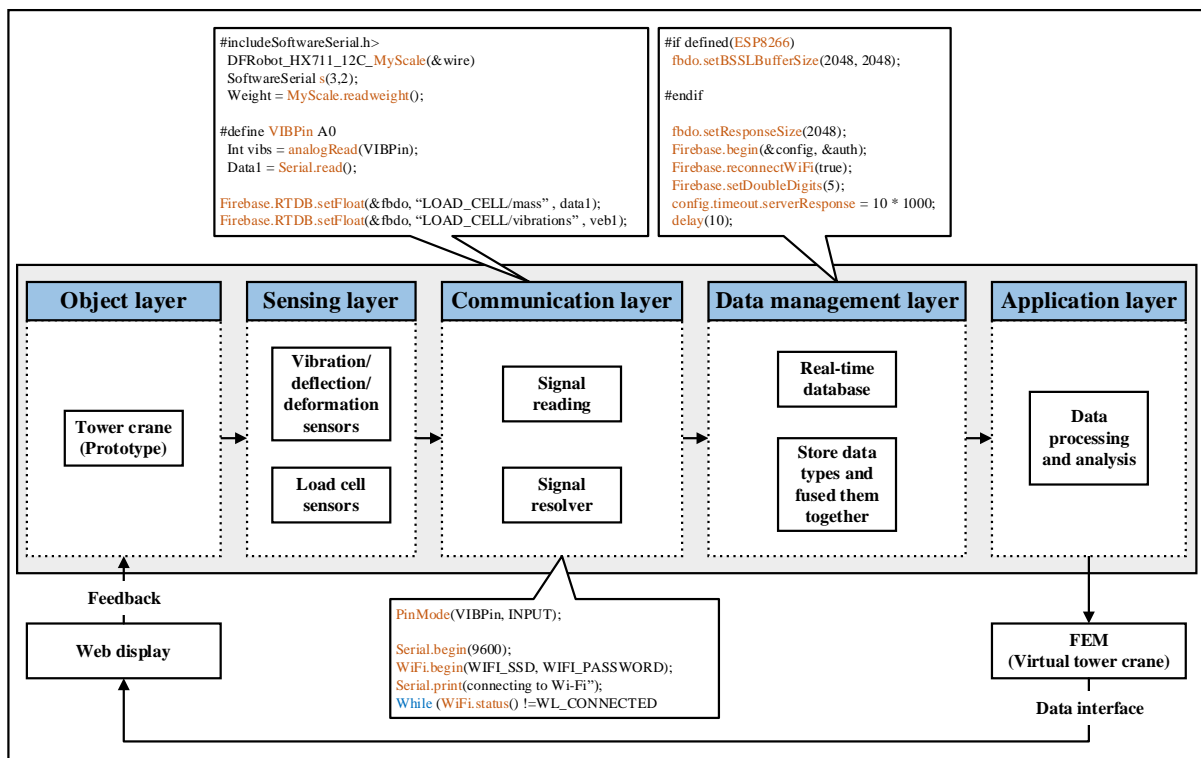 #includeSoftwareSerial.h>
DFRobot_HX711_12C_MyScale(&wire)
SoftwareSerial s(3,2);
Weight = MyScale.readweight();
#define VIBPin A0
Int vibs = analogRead(VIBPin);
Data1 = Serial.read();
Firebase.RTDB.setFloat(&fbdo, “LOAD_CELL/mass” , data1);
Firebase.RTDB.setFloat(&fbdo, “LOAD_CELL/vibrations” , veb1);
#if defined(ESP8266)
fbdo.setBSSLBufferSize(2048, 2048);
#endif
fbdo.setResponseSize(2048);
Firebase.begin(&config, &auth);
Firebase.reconnectWiFi(true);
Firebase.setDoubleDigits(5);
config.timeout.serverResponse = 10 * 1000;
delay(10);
Object layer
Tower crane
(Prototype)
Sensing layer
Vibration/
deflection/
deformation
sensors
Load cell
sensors
Communication layer
Signal
reading
Signal
resolver
Data management layer
Real-time
database
Store data
types and
fused them
together
Application layer
Data
processing
and analysis
Feedback
Web display
PinMode(VIBPin, INPUT);
Serial.begin(9600);
WiFi.begin(WIFI_SSD, WIFI_PASSWORD);
Serial.print(connecting to Wi-Fi”);
While (WiFi.status() !=WL_CONNECTED
FEM
(Virtual tower crane)
Data interface